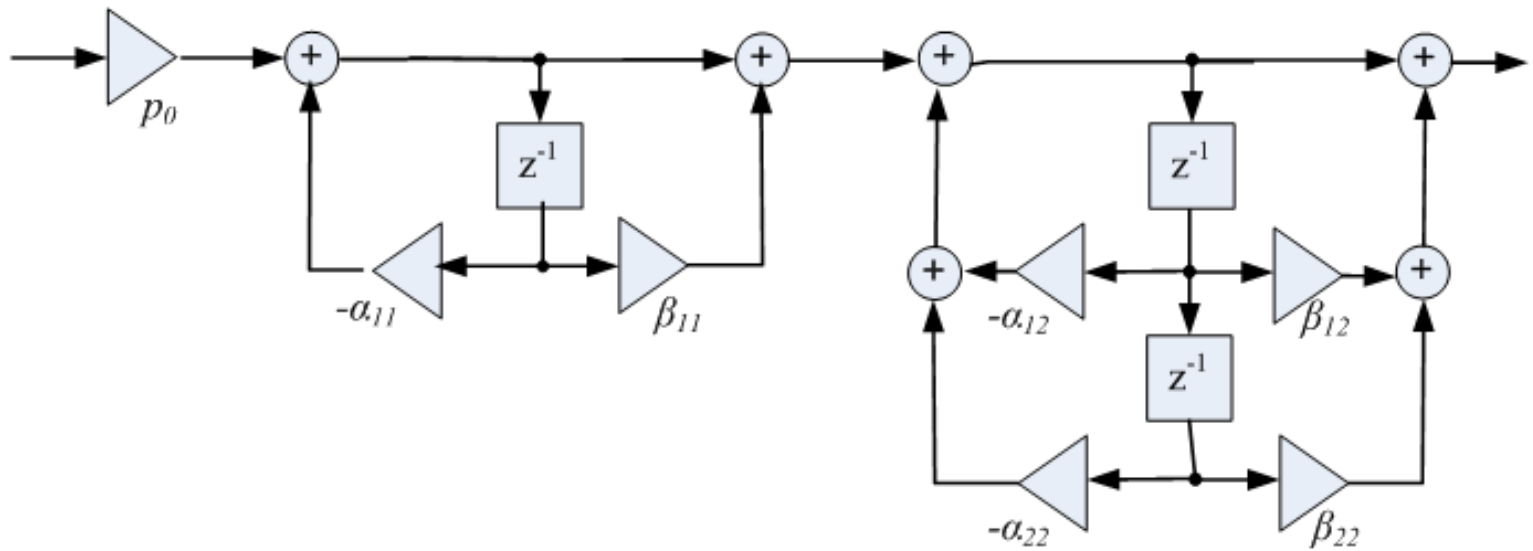 + + + +
p₀
z⁻¹ z⁻¹
-α₁₁ β₁₁
+ -α₁₂ β₁₂ +
z⁻¹
-α₂₂ β₂₂